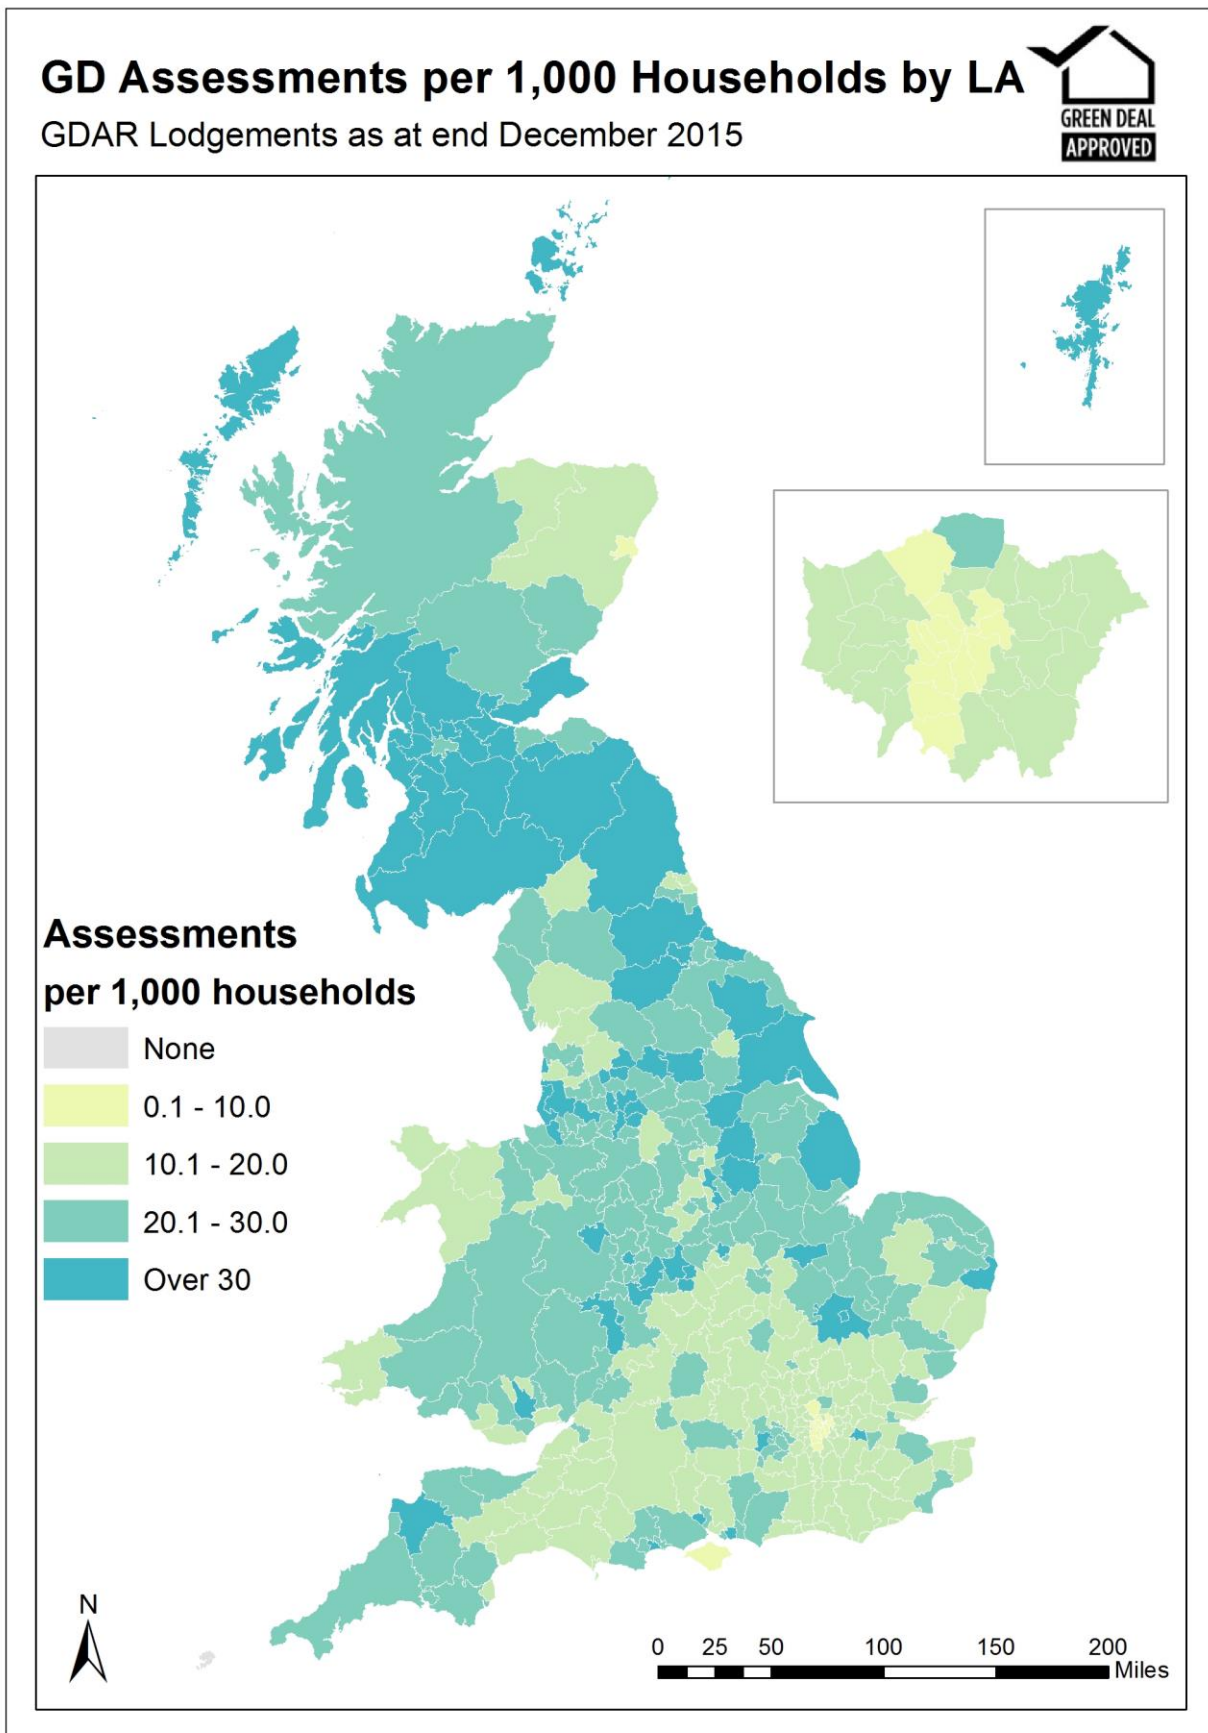 GD Assessments per 1,000 Households by LA
GDAR Lodgements as at end December 2015
GREEN DEAL
APPROVED
Assessments
per 1,000 households
None
0.1 - 10.0
10.1 - 20.0
20.1 - 30.0
Over 30
N
0 25 50 100 150 200
Miles